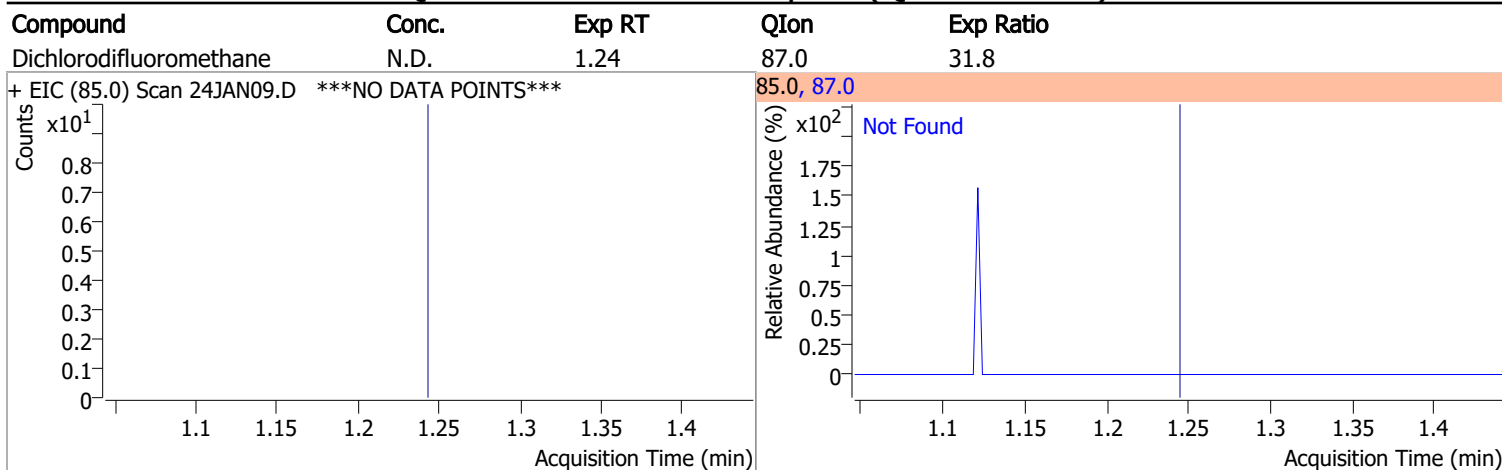 Compound Conc. Exp RT QIon Exp Ratio
Dichlorodifluoromethane N.D. 1.24 87.0 31.8
+ EIC (85.0) Scan 24JAN09.D ***NO DATA POINTS***
Counts
x10¹
0.8
0.7
0.6
0.5
0.4
0.3
0.2
0.1
0
1.1 1.15 1.2 1.25 1.3 1.35 1.4
Acquisition Time (min)
85.0, 87.0
Relative Abundance (%)
x10²
Not Found
1.75
1.5
1.25
1
0.75
0.5
0.25
0
1.1 1.15 1.2 1.25 1.3 1.35 1.4
Acquisition Time (min)